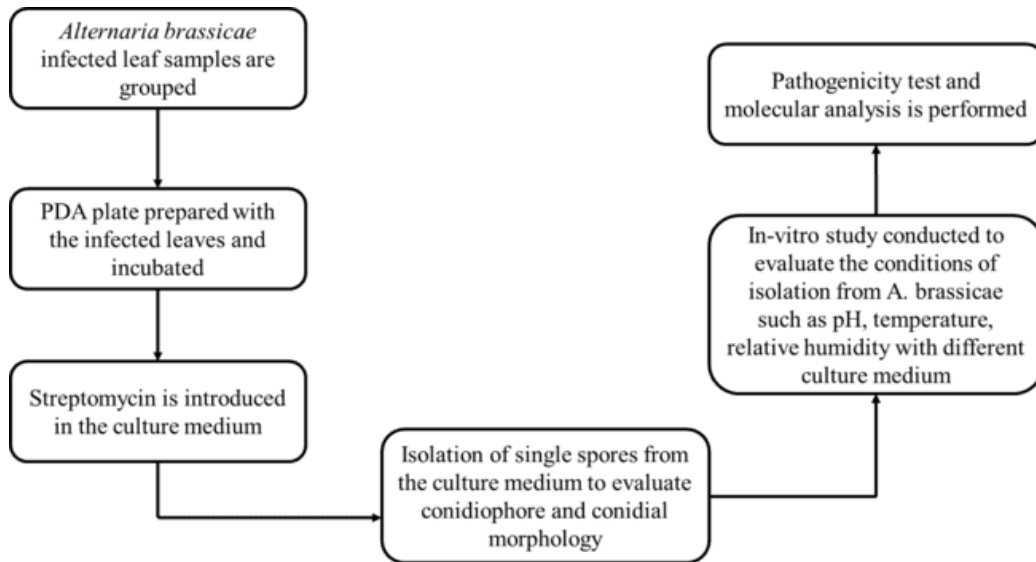 Alternaria brassicae
infected leaf samples are
grouped
PDA plate prepared with
the infected leaves and
incubated
Streptomycin is introduced
in the culture medium
Isolation of single spores from
the culture medium to evaluate
conidiophore and conidial
morphology
In-vitro study conducted to
evaluate the conditions of
isolation from A. brassicae
such as pH, temperature,
relative humidity with different
culture medium
Pathogenicity test and
molecular analysis is performed